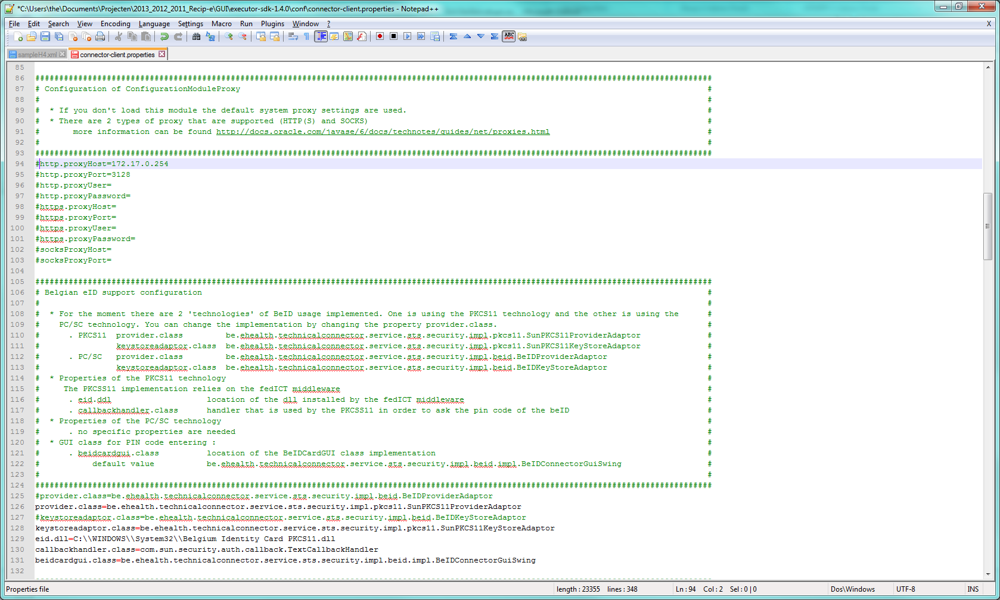 *C:\Users\the\Documents\Projecten\2013_2012_2011_Recip-e\GUI\executor-sdk-1.4.0\conf\connector-client.properties - Notepad++
File Edit Search View Encoding Language Settings Macro Run Plugins Window ? X
sampleH4.xml connector-client.properties
85
86 ##############################################################################################################################################
87 # Configuration of ConfigurationModuleProxy #
88 # #
89 # * If you don't load this module the default system proxy settings are used. #
90 # * There are 2 types of proxy that are supported (HTTP(S) and SOCKS) #
91 # more information can be found http://docs.oracle.com/javase/6/docs/technotes/guides/net/proxies.html #
92 # #
93 ##############################################################################################################################################
94 #http.proxyHost=172.17.0.254
95 #http.proxyPort=3128
96 #http.proxyUser=
97 #http.proxyPassword=
98 #https.proxyHost=
99 #https.proxyPort=
100 #https.proxyUser=
101 #https.proxyPassword=
102 #socksProxyHost=
103 #socksProxyPort=
104
105 ##############################################################################################################################################
106 # Belgian eID support configuration #
107 # #
108 # * For the moment there are 2 'technologies' of BeID usage implemented. One is using the PKCS11 technology and the other is using the #
109 # PC/SC technology. You can change the implementation by changing the property provider.class. #
110 # . PKCS11 provider.class be.ehealth.technicalconnector.service.sts.security.impl.pkcs11.SunPKCS11ProviderAdaptor #
111 # keystoreadaptor.class be.ehealth.technicalconnector.service.sts.security.impl.pkcs11.SunPKCS11KeyStoreAdaptor #
112 # . PC/SC provider.class be.ehealth.technicalconnector.service.sts.security.impl.beid.BeIDProviderAdaptor #
113 # keystoreadaptor.class be.ehealth.technicalconnector.service.sts.security.impl.beid.BeIDKeyStoreAdaptor #
114 # * Properties of the PKCS11 technology #
115 # The PKCSS11 implementation relies on the fedICT middleware #
116 # . eid.ddl location of the dll installed by the fedICT middleware #
117 # . callbackhandler.class handler that is used by the PKCSS11 in order to ask the pin code of the beID #
118 # * Properties of the PC/SC technology #
119 # . no specific properties are needed #
120 # * GUI class for PIN code entering : #
121 # . beidcardgui.class location of the BeIDCardGUI class implementation #
122 # default value be.ehealth.technicalconnector.service.sts.security.impl.beid.impl.BeIDConnectorGuiSwing #
123 # #
124 ##############################################################################################################################################
125 #provider.class=be.ehealth.technicalconnector.service.sts.security.impl.beid.BeIDProviderAdaptor
126 provider.class=be.ehealth.technicalconnector.service.sts.security.impl.pkcs11.SunPKCS11ProviderAdaptor
127 #keystoreadaptor.class=be.ehealth.technicalconnector.service.sts.security.impl.beid.BeIDKeyStoreAdaptor
128 keystoreadaptor.class=be.ehealth.technicalconnector.service.sts.security.impl.pkcs11.SunPKCS11KeyStoreAdaptor
129 eid.dll=C:\\WINDOWS\\System32\\Belgium Identity Card PKCS11.dll
130 callbackhandler.class=com.sun.security.auth.callback.TextCallbackHandler
131 beidcardgui.class=be.ehealth.technicalconnector.service.sts.security.impl.beid.impl.BeIDConnectorGuiSwing
132
Properties file length : 23355 lines : 348 Ln : 94 Col : 2 Sel : 0 | 0 Dos\Windows UTF-8 INS